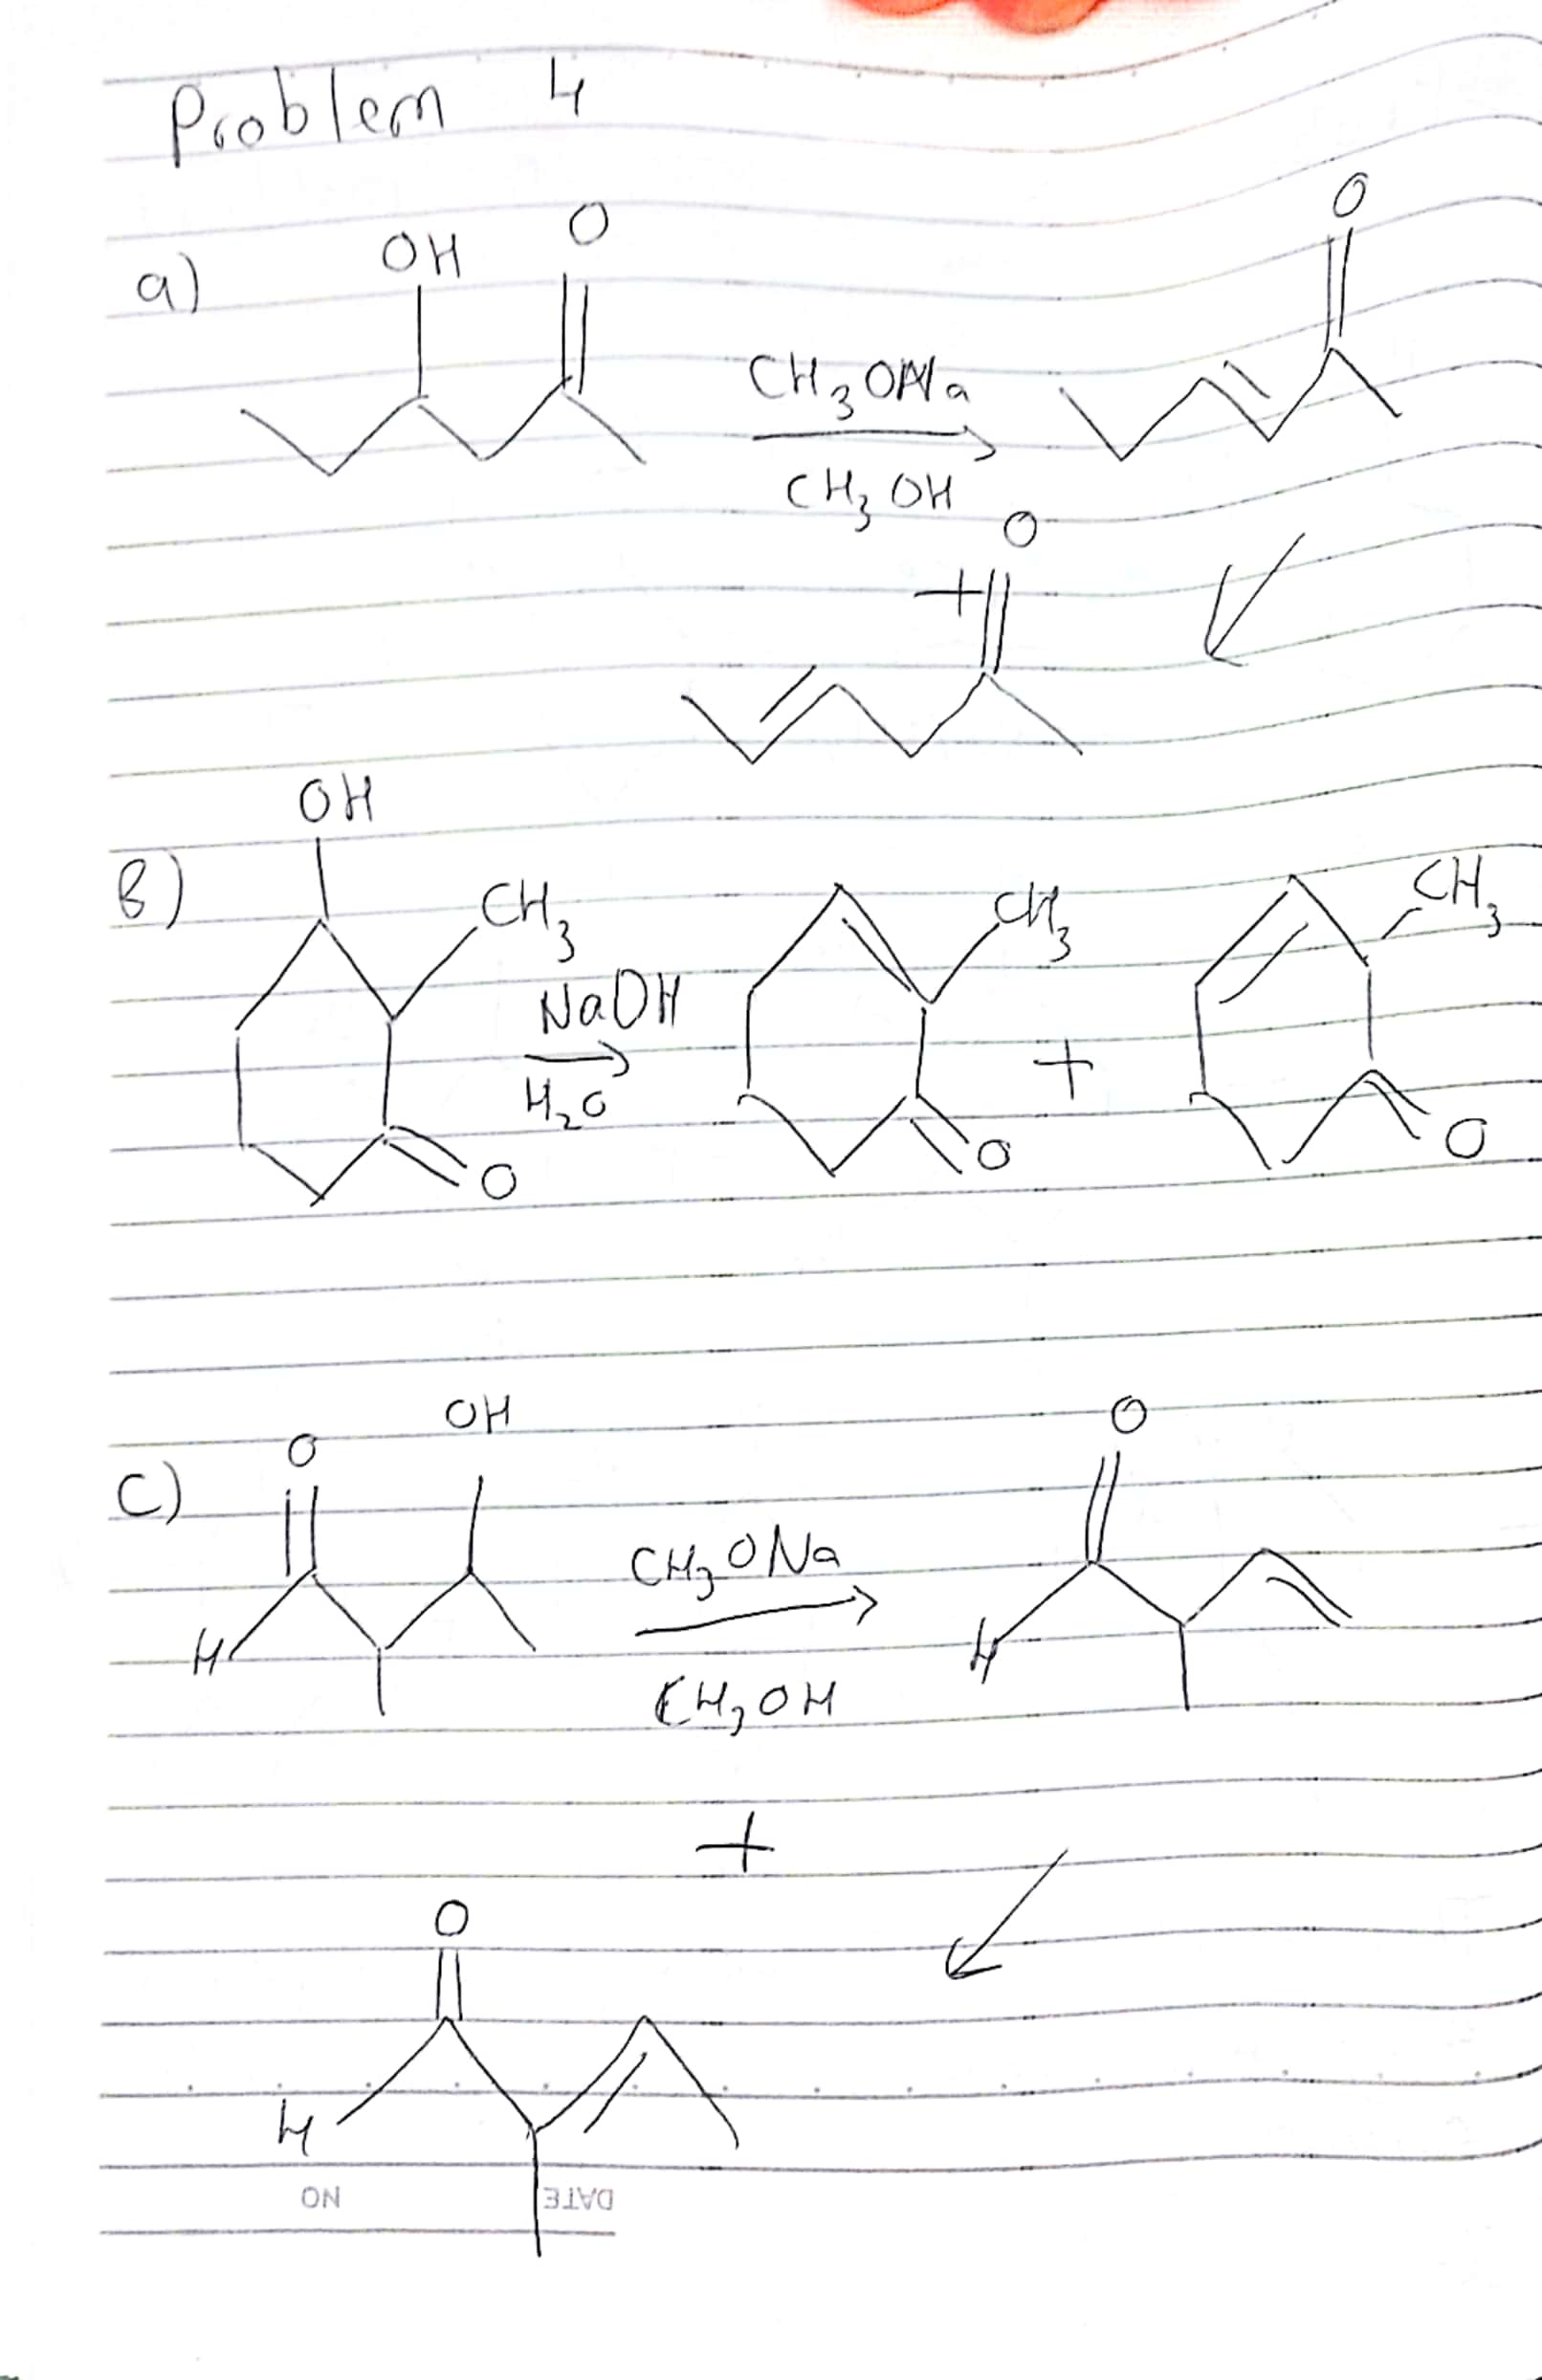 Problem 4
a)
OH
O
CH3ONa
CH3OH
O
+
O
B)
OH
CH3
O
NaOH
H2O
CH3
O
+
CH3
O
C)
O
OH
H
CH3ONa
CH3OH
O
H
+
O
H
NO
DATE